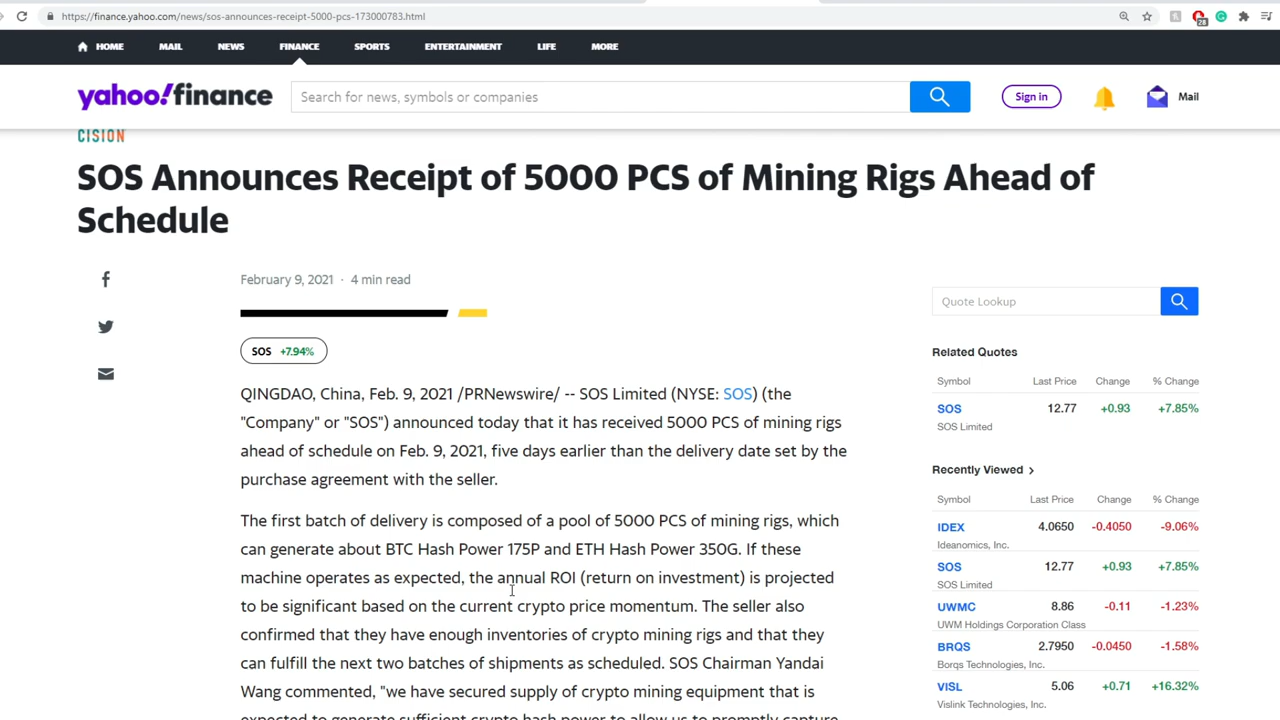 https://finance.yahoo.com/news/sos-announces-receipt-5000-pcs-173000783.html
28
HOME MAIL NEWS FINANCE SPORTS ENTERTAINMENT LIFE MORE
yahoo!finance
Search for news, symbols or companies
Sign in
Mail
CISION
SOS Announces Receipt of 5000 PCS of Mining Rigs Ahead of
Schedule
February 9, 2021 · 4 min read
SOS +7.94%
QINGDAO, China, Feb. 9, 2021 /PRNewswire/ -- SOS Limited (NYSE: SOS) (the
"Company" or "SOS") announced today that it has received 5000 PCS of mining rigs
ahead of schedule on Feb. 9, 2021, five days earlier than the delivery date set by the
purchase agreement with the seller.
The first batch of delivery is composed of a pool of 5000 PCS of mining rigs, which
can generate about BTC Hash Power 175P and ETH Hash Power 350G. If these
machine operates as expected, the annual ROI (return on investment) is projected
to be significant based on the current crypto price momentum. The seller also
confirmed that they have enough inventories of crypto mining rigs and that they
can fulfill the next two batches of shipments as scheduled. SOS Chairman Yandai
Wang commented, "we have secured supply of crypto mining equipment that is
expected to generate sufficient crypto hash power to allow us to promptly capture
Quote Lookup
Related Quotes
Symbol Last Price Change % Change
SOS 12.77 +0.93 +7.85%
SOS Limited
Recently Viewed >
Symbol Last Price Change % Change
IDEX 4.0650 -0.4050 -9.06%
Ideanomics, Inc.
SOS 12.77 +0.93 +7.85%
SOS Limited
UWMC 8.86 -0.11 -1.23%
UWM Holdings Corporation Class
BRQS 2.7950 -0.0450 -1.58%
Borqs Technologies, Inc.
VISL 5.06 +0.71 +16.32%
Vislink Technologies, Inc.